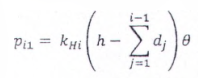 p_{i1} = k_{Hi} \left( h - \sum_{j=1}^{i-1} d_j \right) \theta